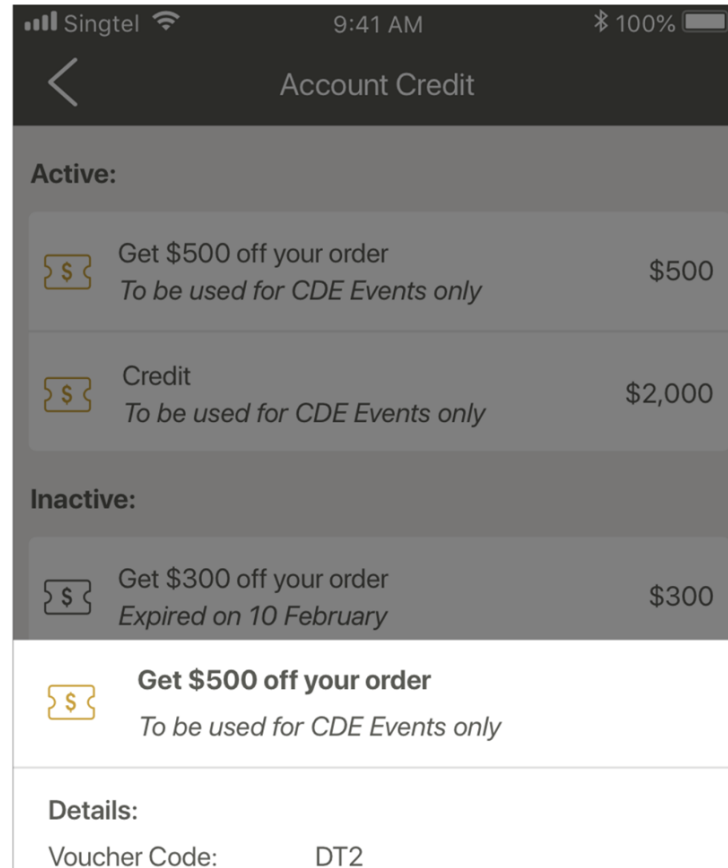 Singtel 9:41 AM 100%
Account Credit
Active:
$ Get $500 off your order $500
To be used for CDE Events only
$ Credit $2,000
To be used for CDE Events only
Inactive:
$ Get $300 off your order $300
Expired on 10 February
$ Get $500 off your order
To be used for CDE Events only
Details:
Voucher Code: DT2